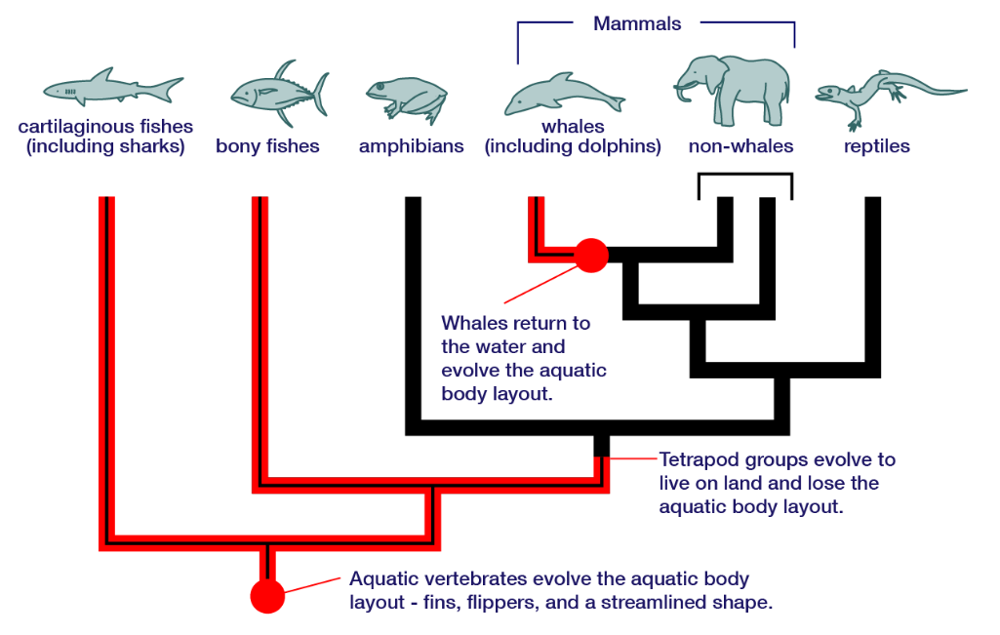 Mammals
cartilaginous fishes
(including sharks)
bony fishes
amphibians
whales
(including dolphins)
non-whales
reptiles
Whales return to
the water and
evolve the aquatic
body layout.
Tetrapod groups evolve to
live on land and lose the
aquatic body layout.
Aquatic vertebrates evolve the aquatic body
layout - fins, flippers, and a streamlined shape.